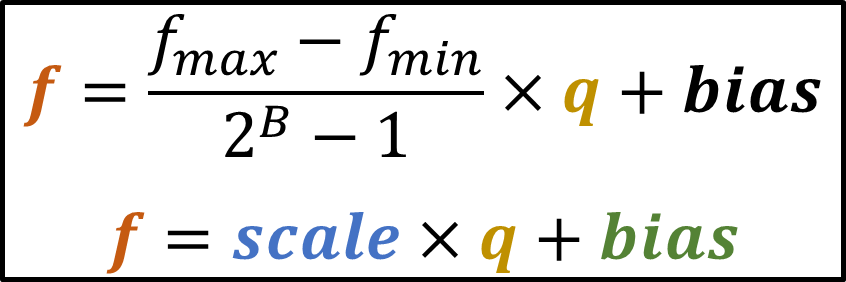 f = (f_max − f_min) / (2^B − 1) × q + bias
f = scale × q + bias